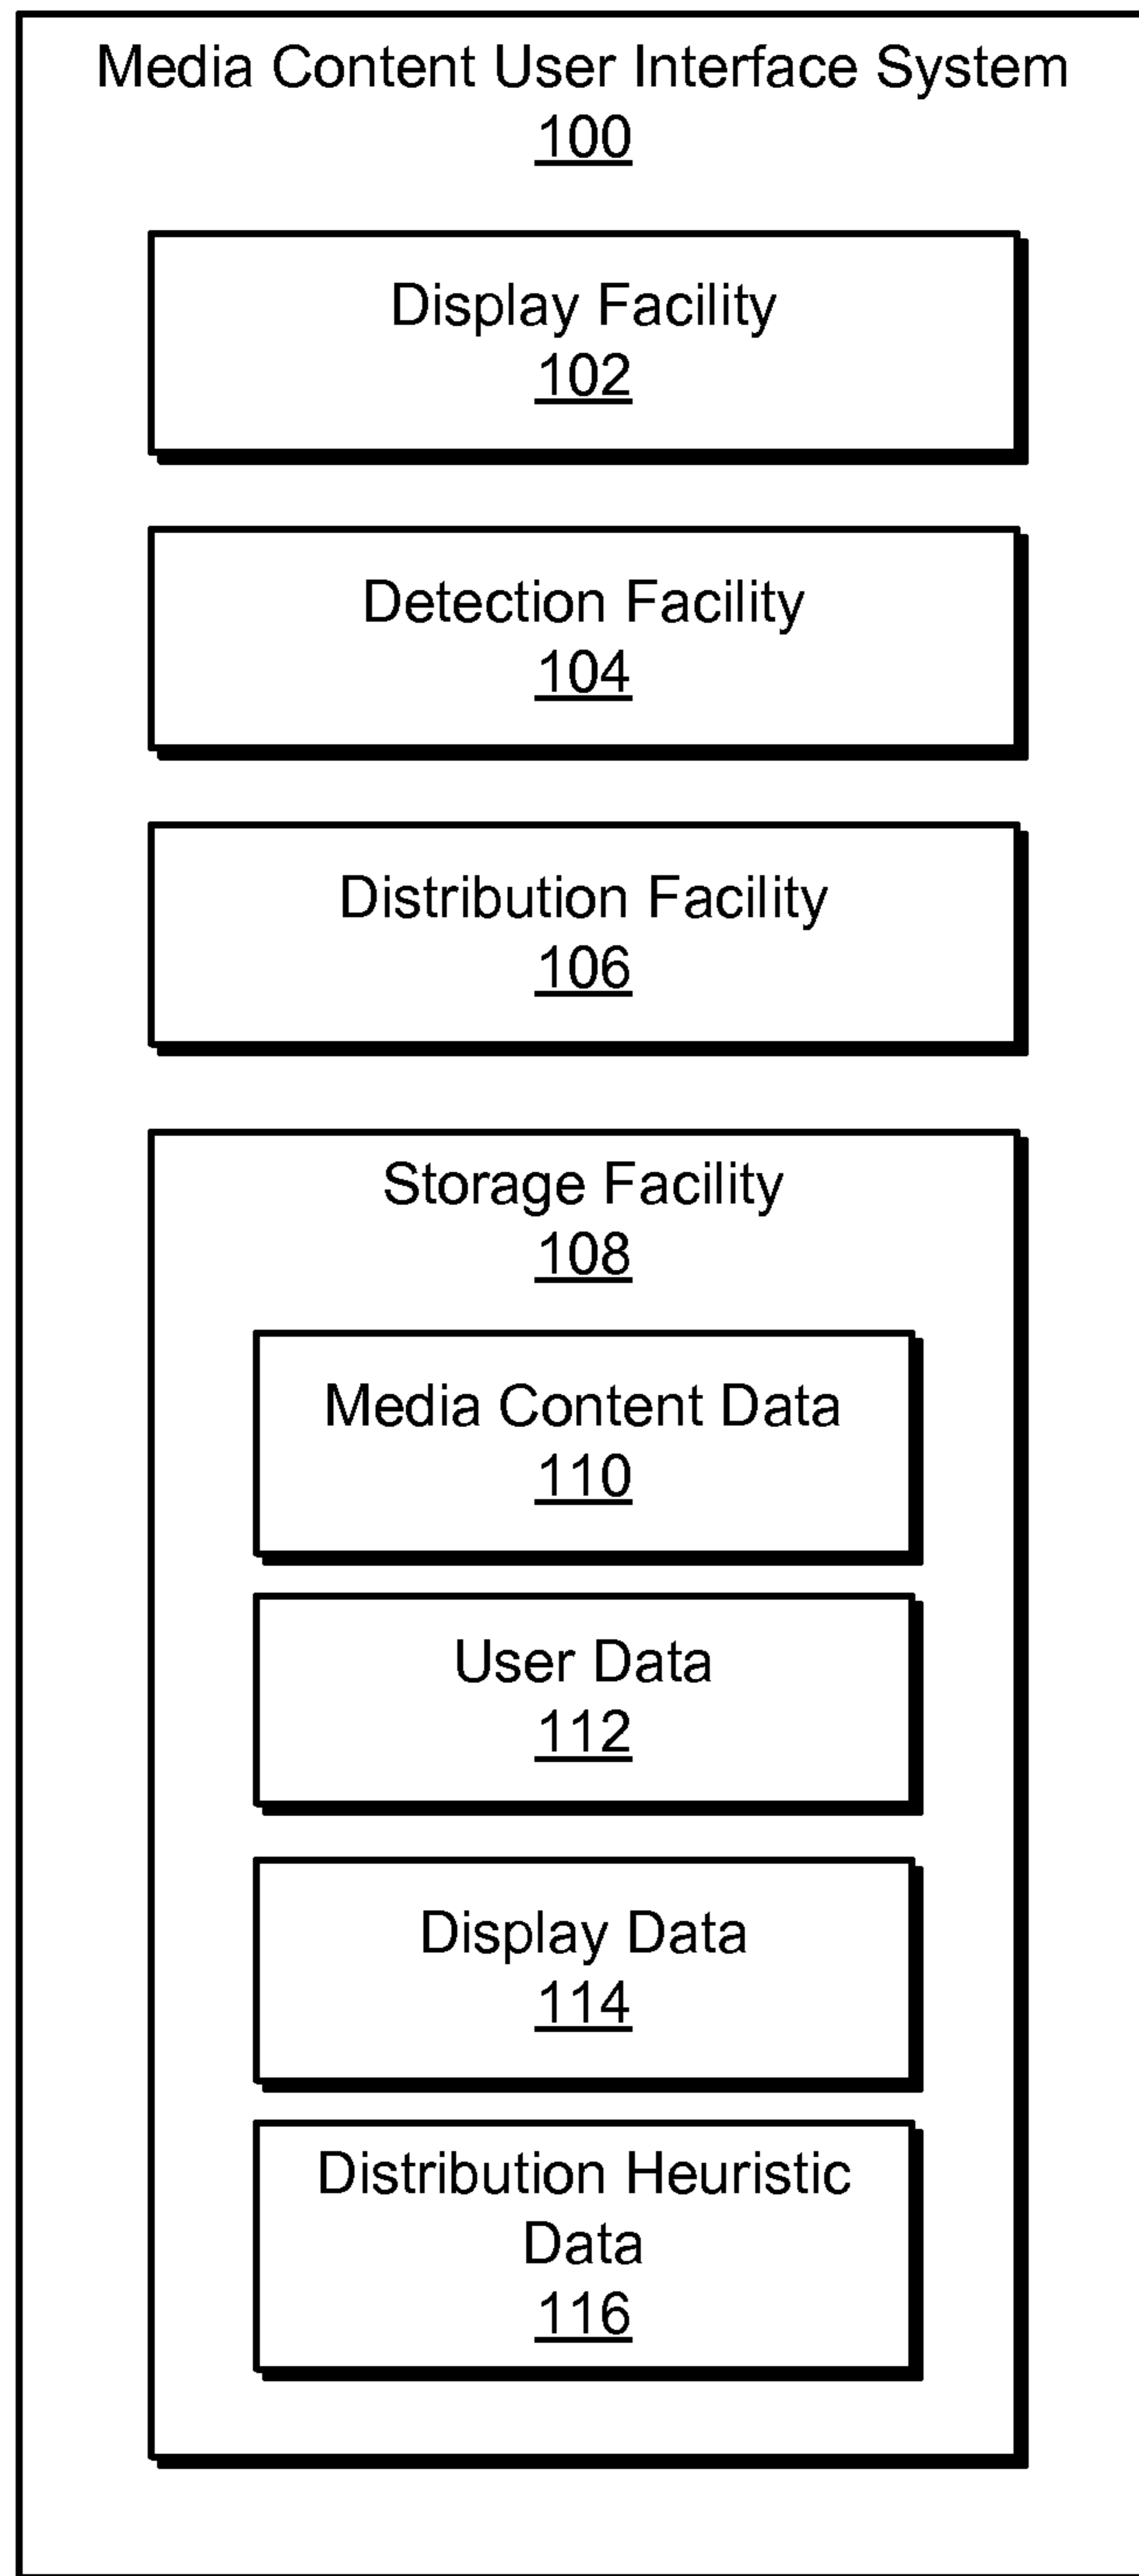 Media Content User Interface System
100
Display Facility
102
Detection Facility
104
Distribution Facility
106
Storage Facility
108
Media Content Data
110
User Data
112
Display Data
114
Distribution Heuristic
Data
116